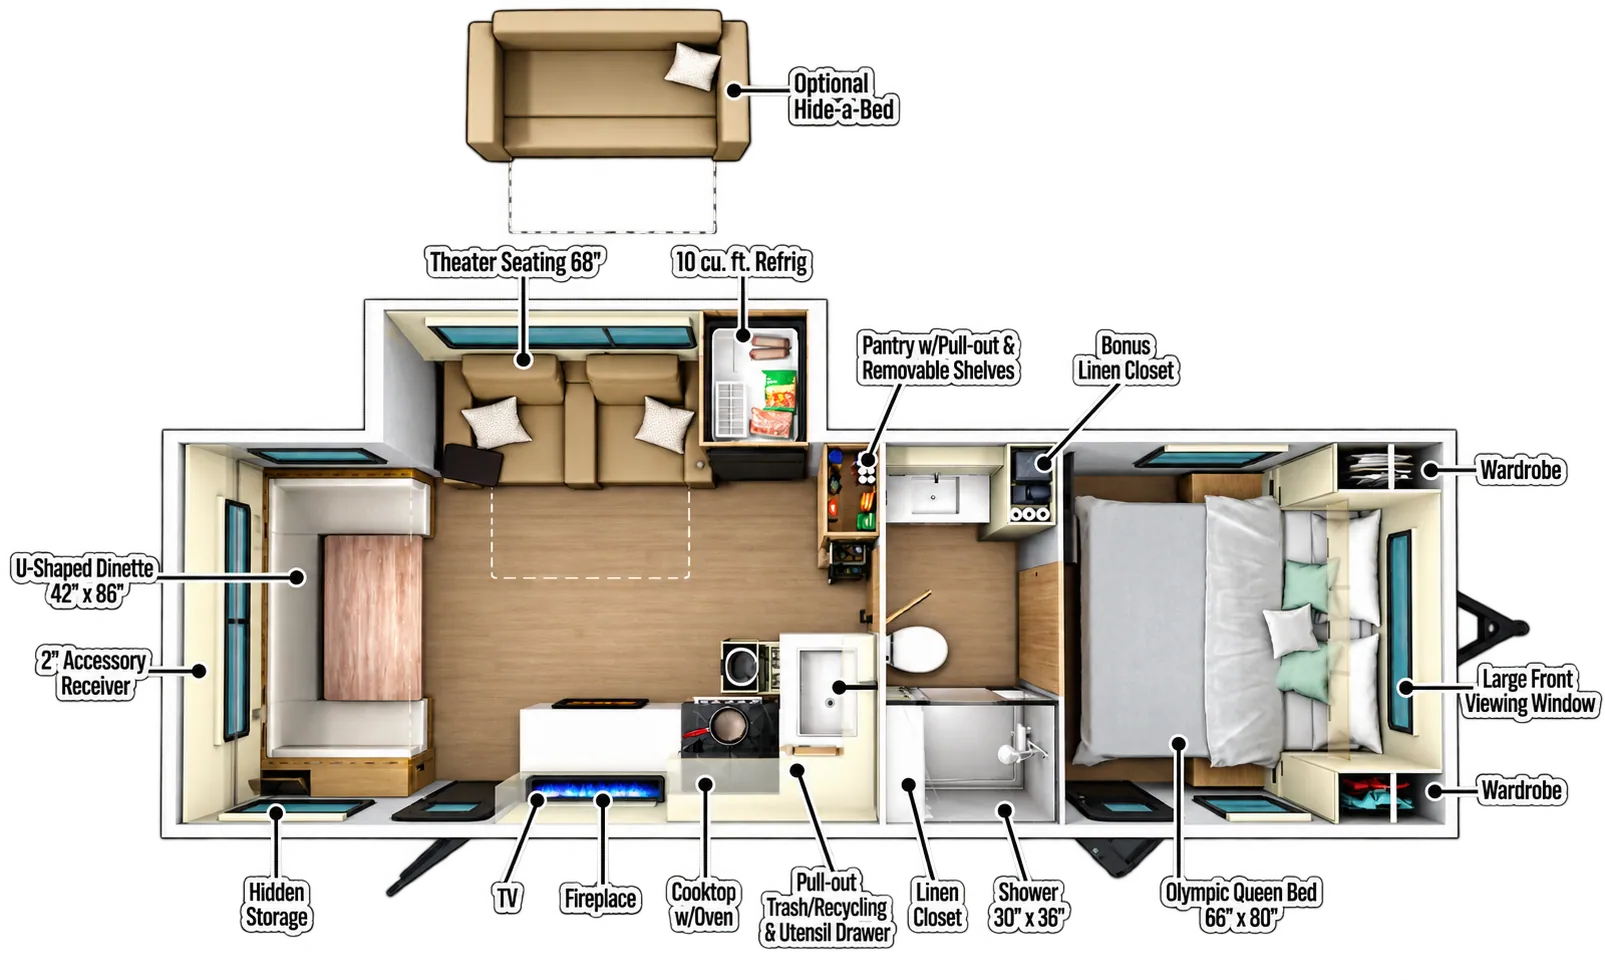 Optional
Hide-a-Bed
Theater Seating 68"
10 cu. ft. Refrig
Pantry w/Pull-out &
Removable Shelves
Bonus
Linen Closet
Wardrobe
U-Shaped Dinette
42" x 86"
2" Accessory
Receiver
Large Front
Viewing Window
Wardrobe
Hidden
Storage
TV
Fireplace
Cooktop
w/Oven
Pull-out
Trash/Recycling
& Utensil Drawer
Linen
Closet
Shower
30" x 36"
Olympic Queen Bed
66" x 80"